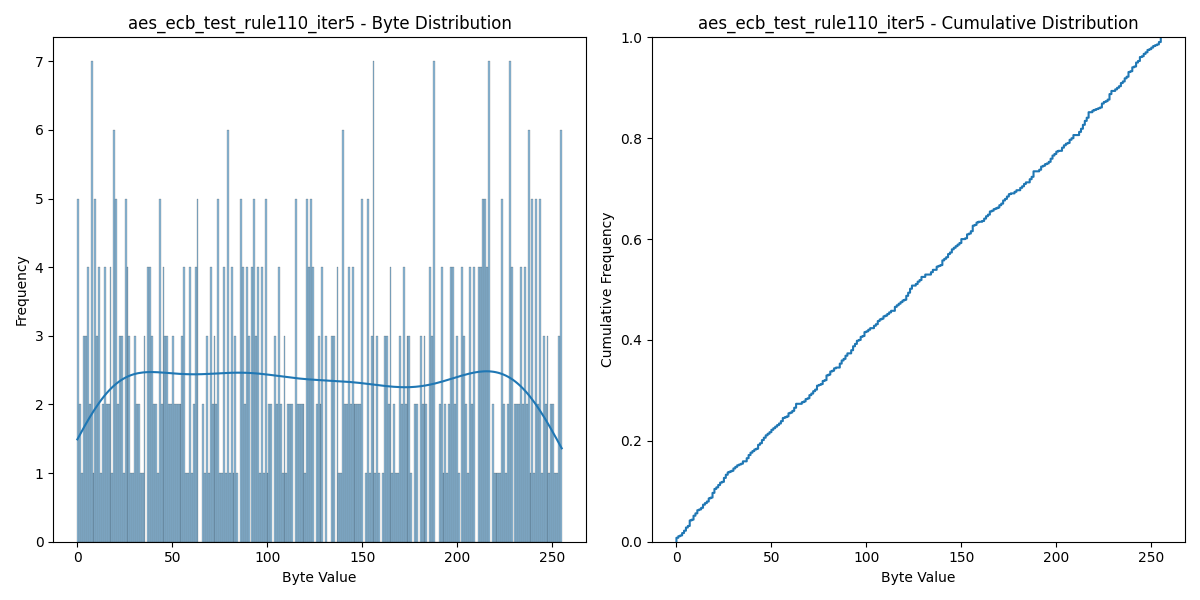 aes_ecb_test_rule110_iter5 - Byte Distribution
7
6
5
4
3
2
1
0
Frequency
0 50 100 150 200 250
Byte Value
aes_ecb_test_rule110_iter5 - Cumulative Distribution
1.0
0.8
0.6
0.4
0.2
0.0
Cumulative Frequency
0 50 100 150 200 250
Byte Value